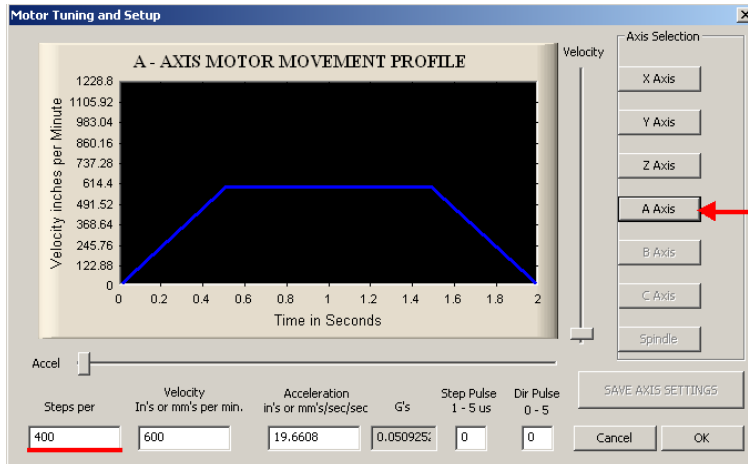 Motor Tuning and Setup
A - AXIS MOTOR MOVEMENT PROFILE
Velocity inches per Minute
1228.8
1105.92
983.04
860.16
737.28
614.4
491.52
368.64
245.76
122.88
0
0 0.2 0.4 0.6 0.8 1 1.2 1.4 1.6 1.8 2
Time in Seconds
Velocity
Axis Selection
X Axis
Y Axis
Z Axis
A Axis
B Axis
C Axis
Spindle
Accel
Steps per
400
Velocity
In's or mm's per min.
600
Acceleration
in's or mm's/sec/sec
19.6608
G's
Step Pulse
1 - 5 us
0
Dir Pulse
0 - 5
0
SAVE AXIS SETTINGS
Cancel
OK